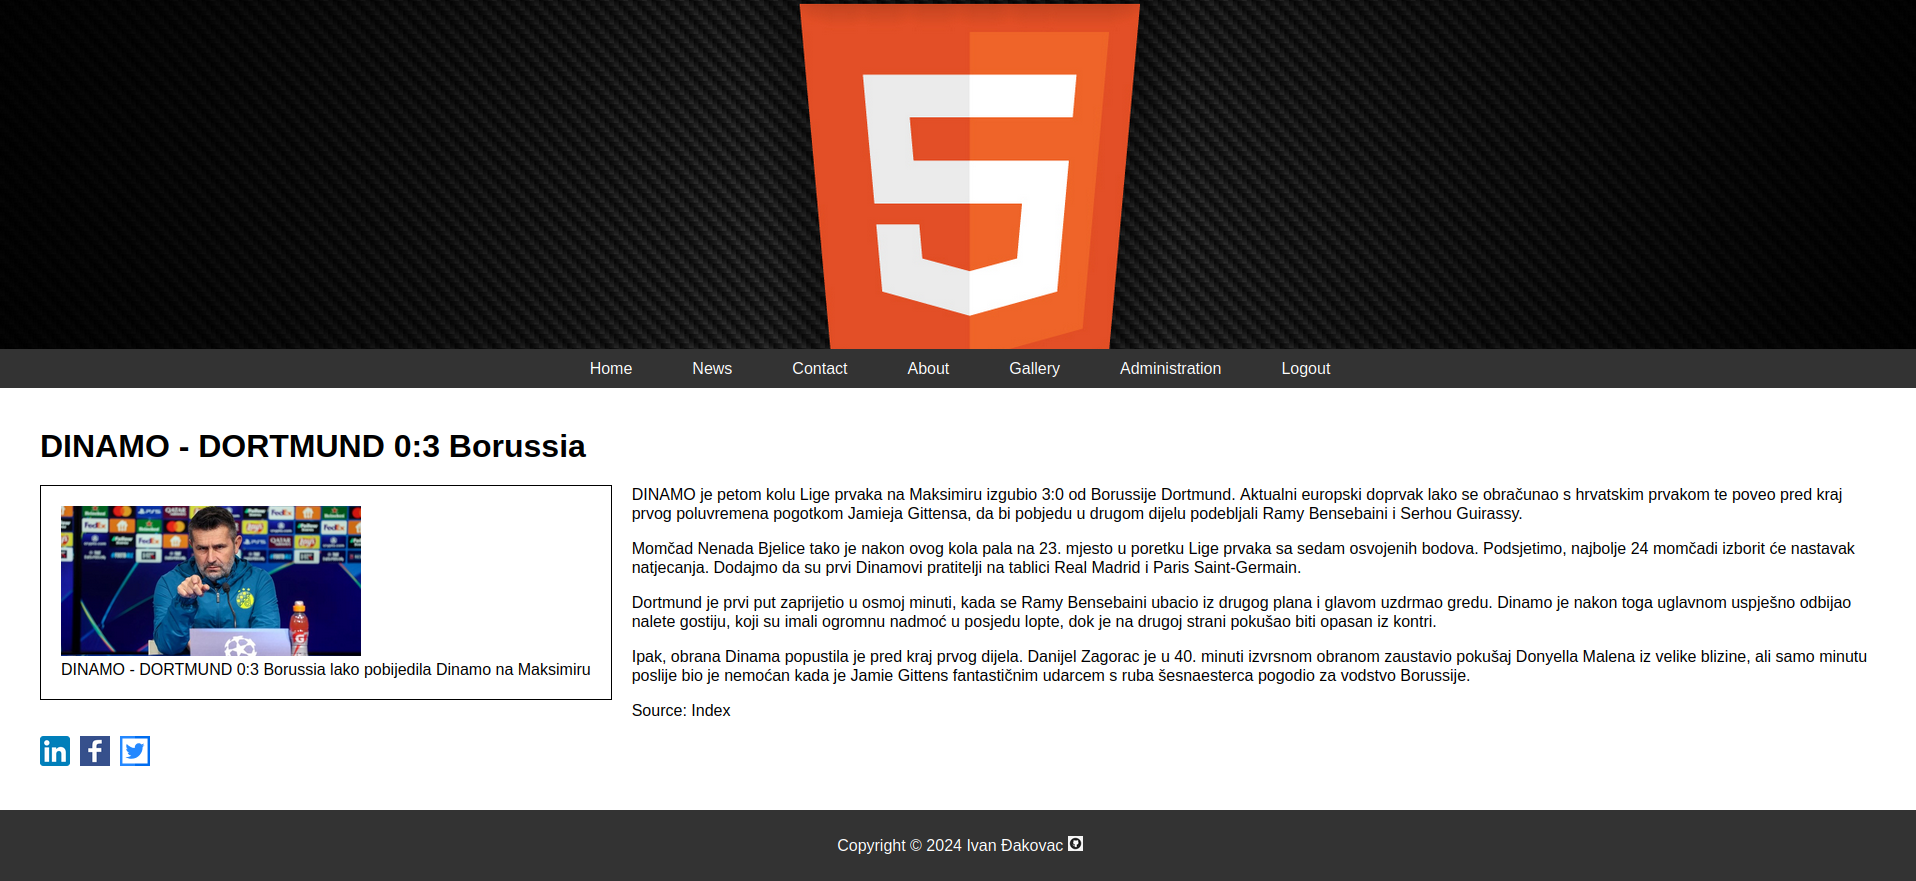 5
Home News Contact About Gallery Administration Logout
DINAMO - DORTMUND 0:3 Borussia
DINAMO - DORTMUND 0:3 Borussia lako pobijedila Dinamo na Maksimiru
DINAMO je petom kolu Lige prvaka na Maksimiru izgubio 3:0 od Borussije Dortmund. Aktualni europski doprvak lako se obračunao s hrvatskim prvakom te poveo pred kraj
prvog poluvremena pogotkom Jamieja Gittensa, da bi pobjedu u drugom dijelu podebljali Ramy Bensebaini i Serhou Guirassy.
Momčad Nenada Bjelice tako je nakon ovog kola pala na 23. mjesto u poretku Lige prvaka sa sedam osvojenih bodova. Podsjetimo, najbolje 24 momčadi izborit će nastavak
natjecanja. Dodajmo da su prvi Dinamovi pratitelji na tablici Real Madrid i Paris Saint-Germain.
Dortmund je prvi put zaprijetio u osmoj minuti, kada se Ramy Bensebaini ubacio iz drugog plana i glavom uzdrmao gredu. Dinamo je nakon toga uglavnom uspješno odbijao
nalete gostiju, koji su imali ogromnu nadmoć u posjedu lopte, dok je na drugoj strani pokušao biti opasan iz kontri.
Ipak, obrana Dinama popustila je pred kraj prvog dijela. Danijel Zagorac je u 40. minuti izvrsnom obranom zaustavio pokušaj Donyella Malena iz velike blizine, ali samo minutu
poslije bio je nemoćan kada je Jamie Gittens fantastičnim udarcem s ruba šesnaesterca pogodio za vodstvo Borussije.
Source: Index
in f
Copyright © 2024 Ivan Đakovac